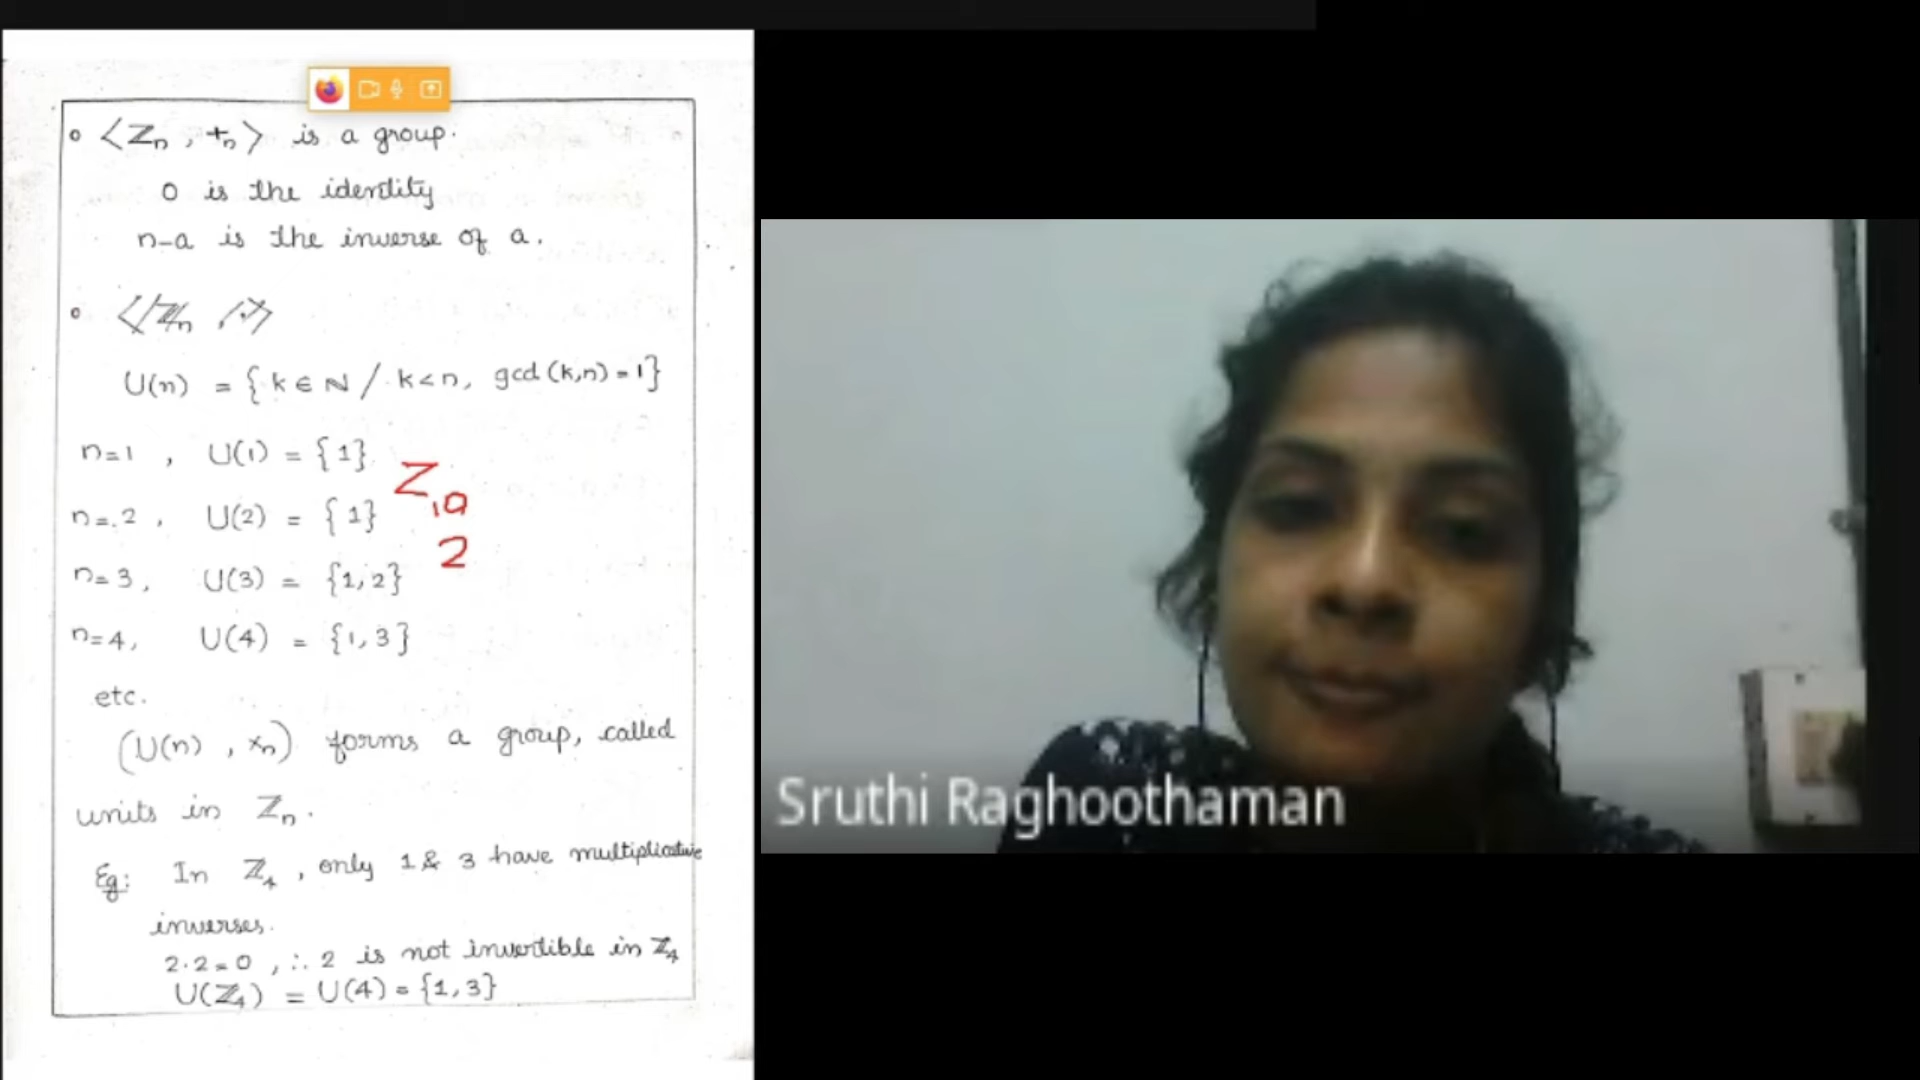 ∘ ⟨ℤn , +n⟩ is a group.
0 is the identity
n-a is the inverse of a.
∘ ⟨ℤn , ·⟩
U(n) = {k ∈ ℕ / k<n, gcd(k,n)=1}
n=1 , U(1) = {1}
Z10
n=2 , U(2) = {1}
2
n=3, U(3) = {1,2}
n=4, U(4) = {1,3}
etc.
(U(n) , ×n) forms a group, called
units in ℤn.
Eg: In ℤ4 , only 1 & 3 have multiplicative
inverses.
2·2=0 , ∴ 2 is not invertible in ℤ4
U(ℤ4) = U(4) = {1,3}
Sruthi Raghoothaman